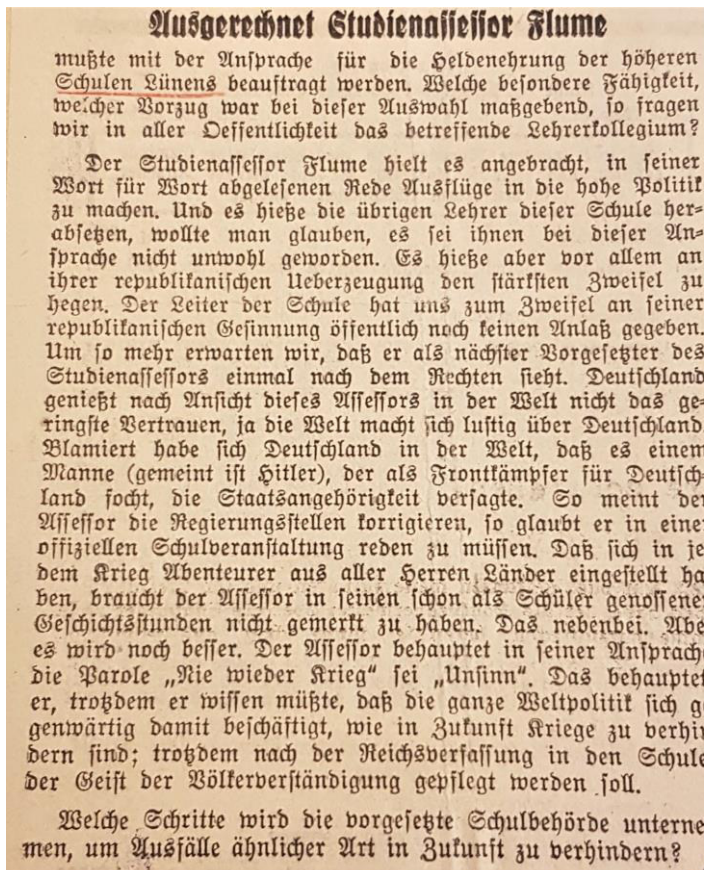 Ausgerechnet Studienassessor Flume
mußte mit der Ansprache für die Heldenehrung der höheren
Schulen Lünens beauftragt werden. Welche besondere Fähigkeit,
welcher Vorzug war bei dieser Auswahl maßgebend, so fragen
wir in aller Oeffentlichkeit das betreffende Lehrerkollegium?
Der Studienassessor Flume hielt es angebracht, in seiner
Wort für Wort abgelesenen Rede Ausflüge in die hohe Politik
zu machen. Und es hieße die übrigen Lehrer dieser Schule her-
absetzen, wollte man glauben, es sei ihnen bei dieser An-
sprache nicht unwohl geworden. Es hieße aber vor allem an
ihrer republikanischen Ueberzeugung den stärksten Zweifel zu
hegen. Der Leiter der Schule hat uns zum Zweifel an seiner
republikanischen Gesinnung öffentlich noch keinen Anlaß gegeben.
Um so mehr erwarten wir, daß er als nächster Vorgesetzter des
Studienassessors einmal nach dem Rechten sieht. Deutschland
genießt nach Ansicht dieses Assessors in der Welt nicht das ge-
ringste Vertrauen, ja die Welt macht sich lustig über Deutschland.
Blamiert habe sich Deutschland in der Welt, daß es einem
Manne (gemeint ist Hitler), der als Frontkämpfer für Deutsch-
land focht, die Staatsangehörigkeit versagte. So meint der
Assessor die Regierungsstellen korrigieren, so glaubt er in einer
offiziellen Schulveranstaltung reden zu müssen. Daß sich in je-
dem Krieg Abenteurer aus aller Herren Länder eingestellt ha-
ben, braucht der Assessor in seinen schon als Schüler genossenen
Geschichtsstunden nicht gemerkt zu haben. Das nebenbei. Abe
es wird noch besser. Der Assessor behauptet in seiner Ansprache
die Parole „Nie wieder Krieg“ sei „Unsinn“. Das behauptet
er, trotzdem er wissen müßte, daß die ganze Weltpolitik sich ge
genwärtig damit beschäftigt, wie in Zukunft Kriege zu verhin
dern sind; trotzdem nach der Reichsverfassung in den Schule
der Geist der Völkerverständigung gepflegt werden soll.
Welche Schritte wird die vorgesetzte Schulbehörde unterne
men, um Ausfälle ähnlicher Art in Zukunft zu verhindern?